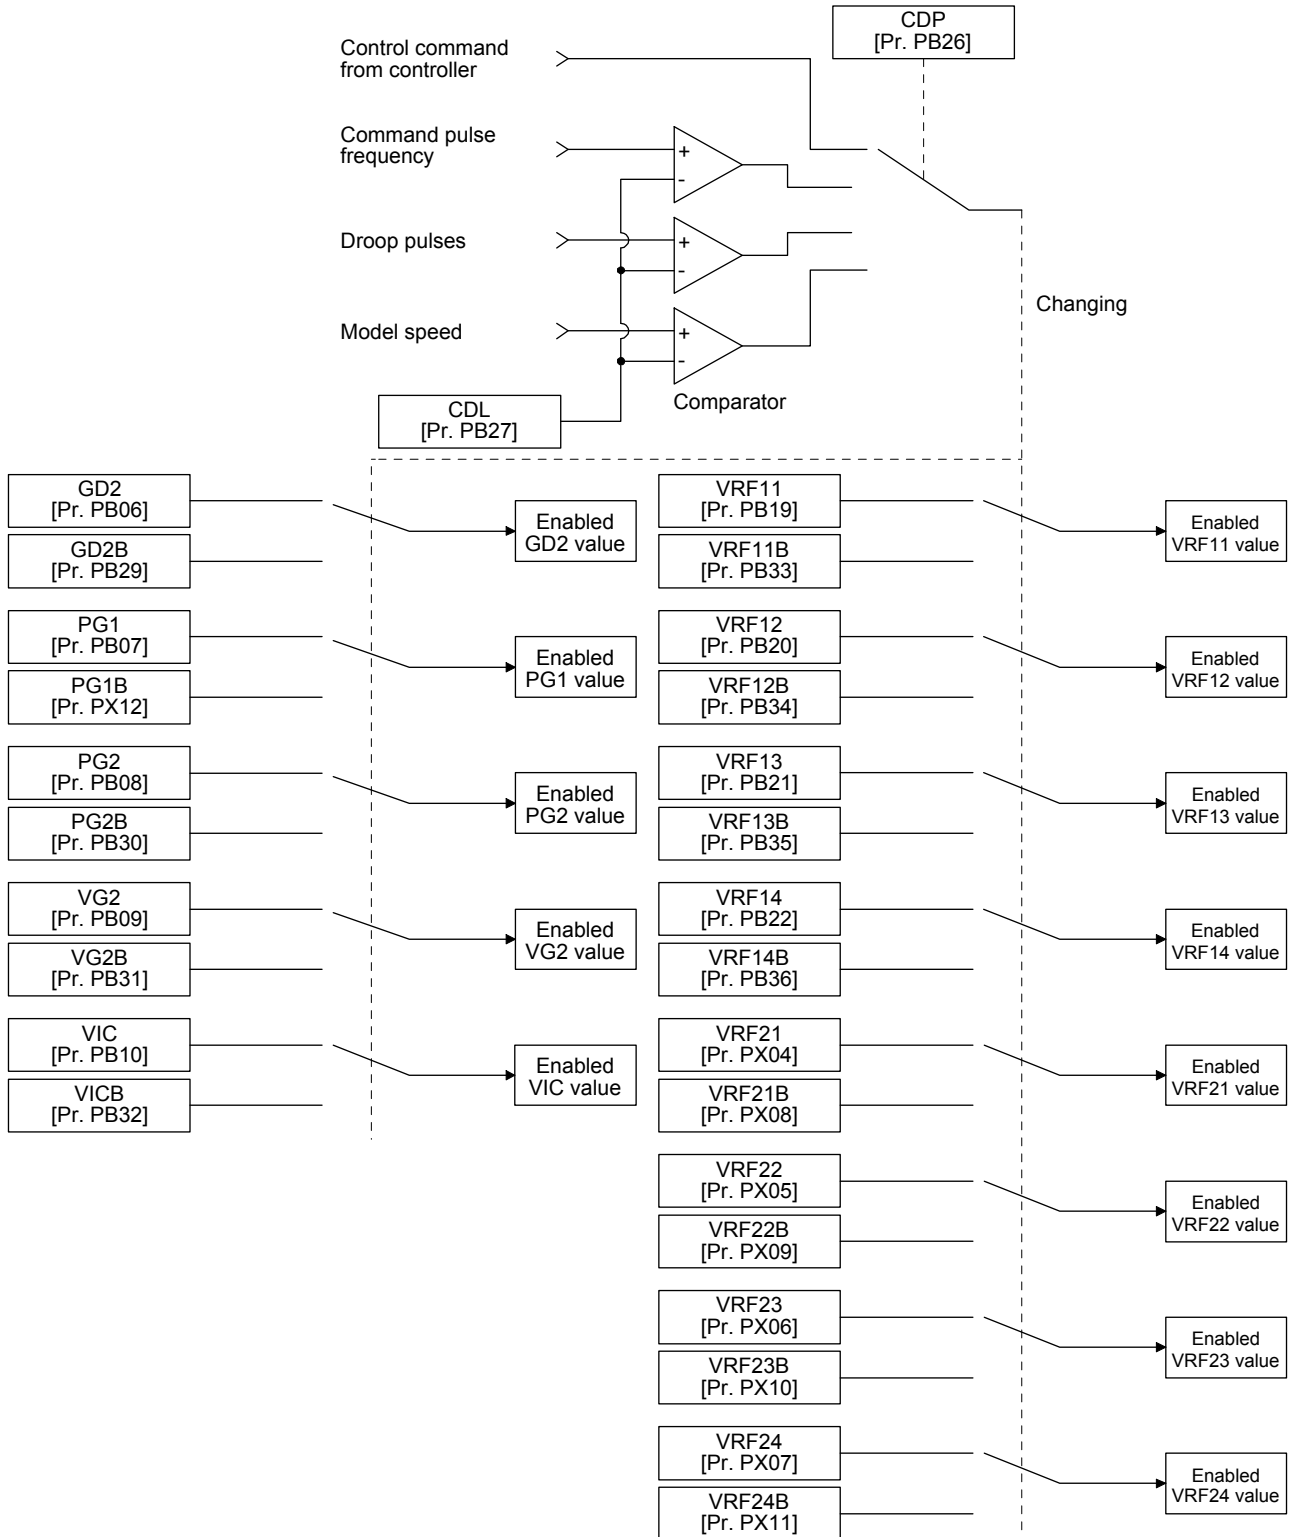 CDP
[Pr. PB26]
Control command
from controller
Command pulse
frequency
+
-
Droop pulses
+
-
Changing
Model speed
+
-
Comparator
CDL
[Pr. PB27]
GD2
[Pr. PB06]
GD2B
[Pr. PB29]
Enabled
GD2 value
PG1
[Pr. PB07]
PG1B
[Pr. PX12]
Enabled
PG1 value
PG2
[Pr. PB08]
PG2B
[Pr. PB30]
Enabled
PG2 value
VG2
[Pr. PB09]
VG2B
[Pr. PB31]
Enabled
VG2 value
VIC
[Pr. PB10]
VICB
[Pr. PB32]
Enabled
VIC value
VRF11
[Pr. PB19]
VRF11B
[Pr. PB33]
Enabled
VRF11 value
VRF12
[Pr. PB20]
VRF12B
[Pr. PB34]
Enabled
VRF12 value
VRF13
[Pr. PB21]
VRF13B
[Pr. PB35]
Enabled
VRF13 value
VRF14
[Pr. PB22]
VRF14B
[Pr. PB36]
Enabled
VRF14 value
VRF21
[Pr. PX04]
VRF21B
[Pr. PX08]
Enabled
VRF21 value
VRF22
[Pr. PX05]
VRF22B
[Pr. PX09]
Enabled
VRF22 value
VRF23
[Pr. PX06]
VRF23B
[Pr. PX10]
Enabled
VRF23 value
VRF24
[Pr. PX07]
VRF24B
[Pr. PX11]
Enabled
VRF24 value